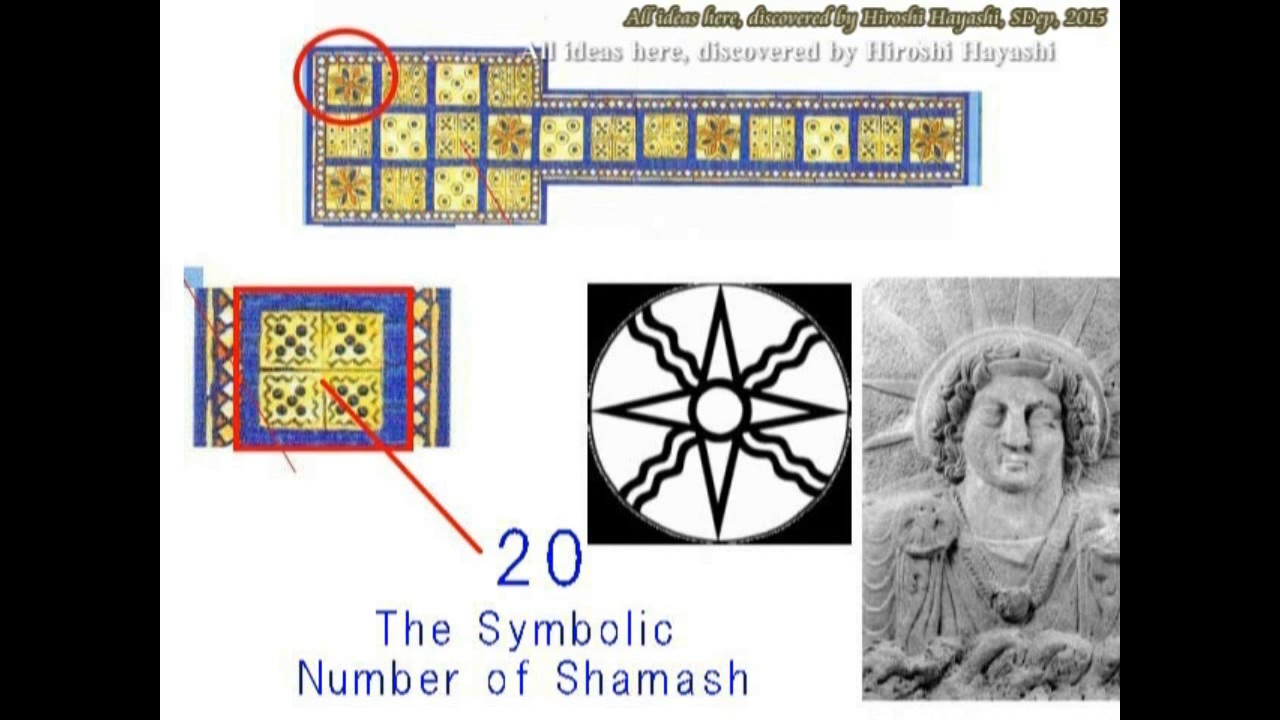 All ideas here, discovered by Hiroshi Hayashi, SDep, 2015
All ideas here, discovered by Hiroshi Hayashi
20
The Symbolic
Number of Shamash